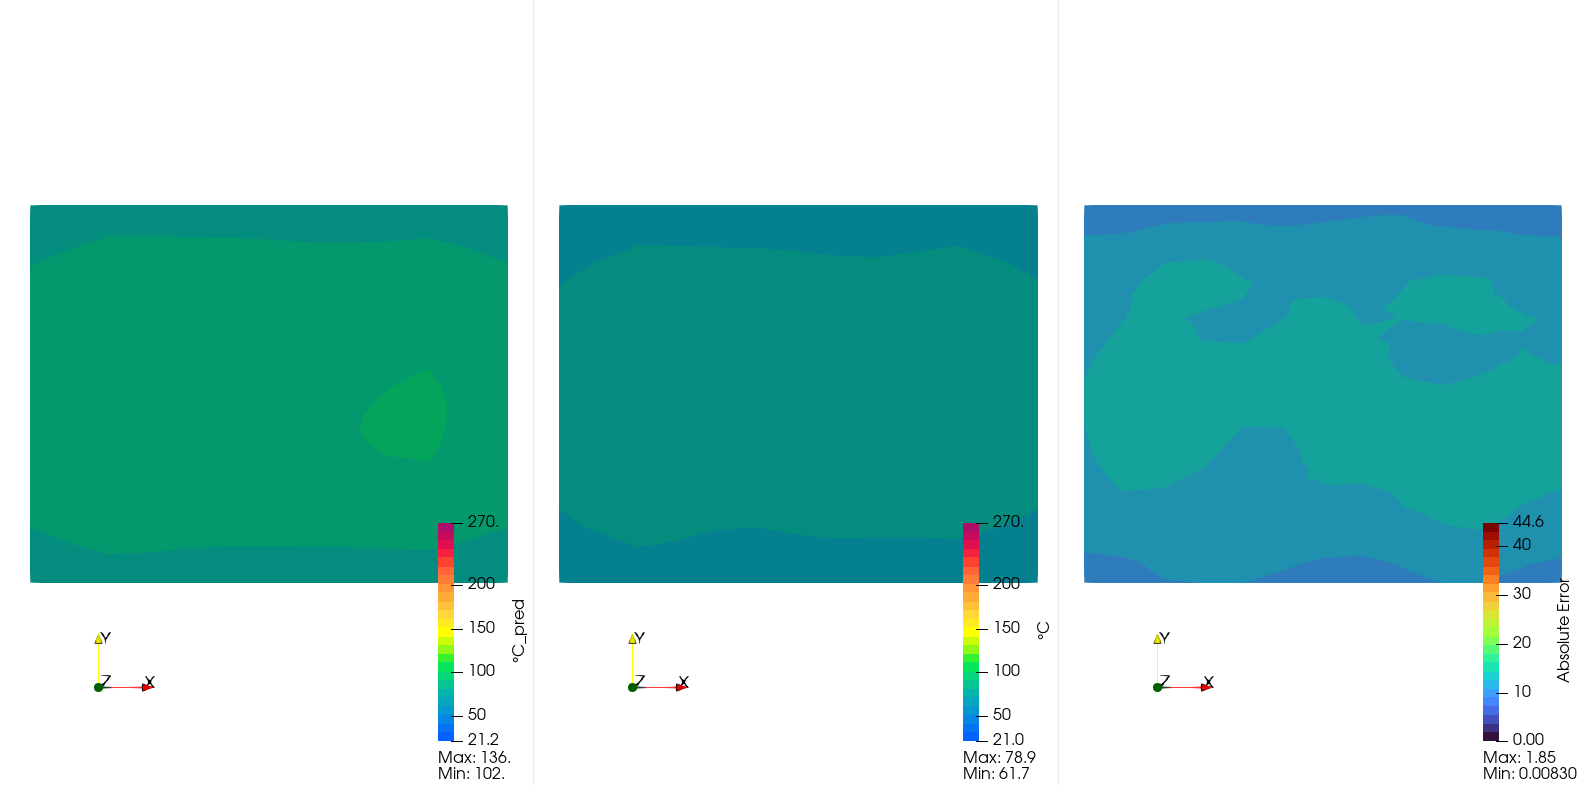 270.
200
150
100
50
21.2
°C_pred
Max: 136.
Min: 102.
Y
Z
X
270.
200
150
100
50
21.0
°C
Max: 78.9
Min: 61.7
Y
Z
X
44.6
40
30
20
10
0.00
Absolute Error
Max: 1.85
Min: 0.00830
Y
Z
X